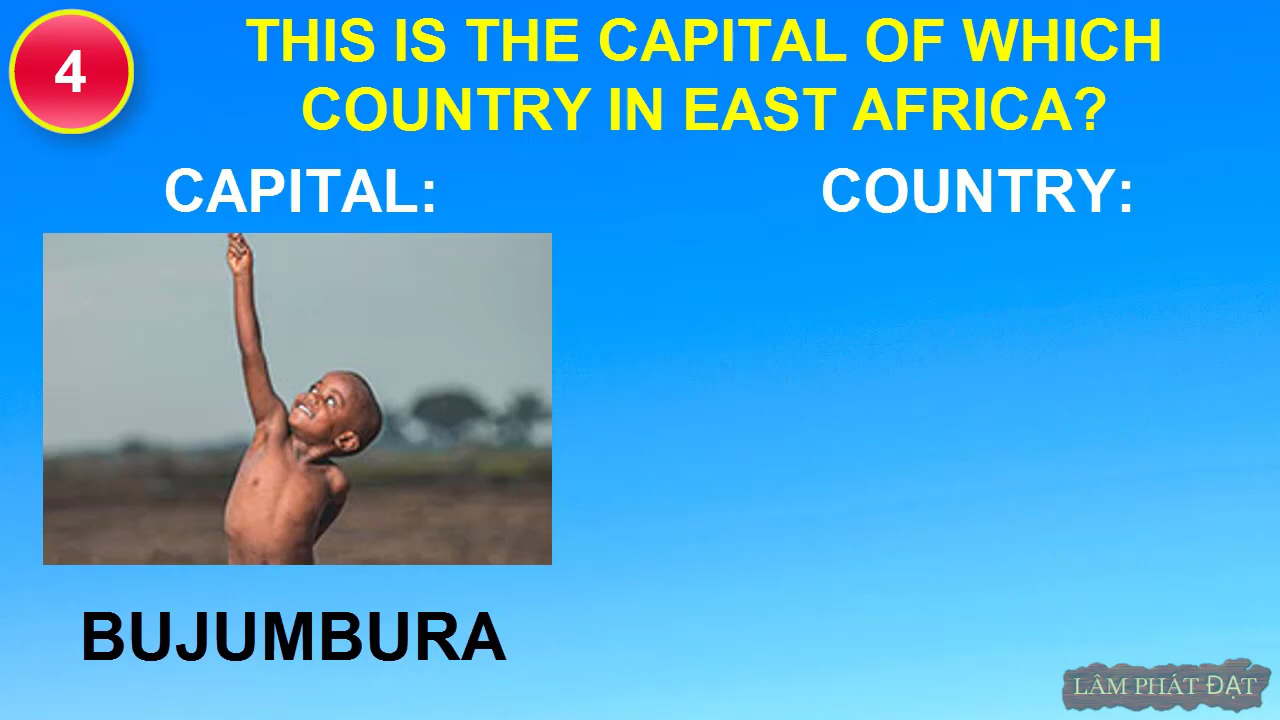 4
THIS IS THE CAPITAL OF WHICH
COUNTRY IN EAST AFRICA?
CAPITAL:
COUNTRY:
BUJUMBURA
LÂM PHÁT ĐẠT